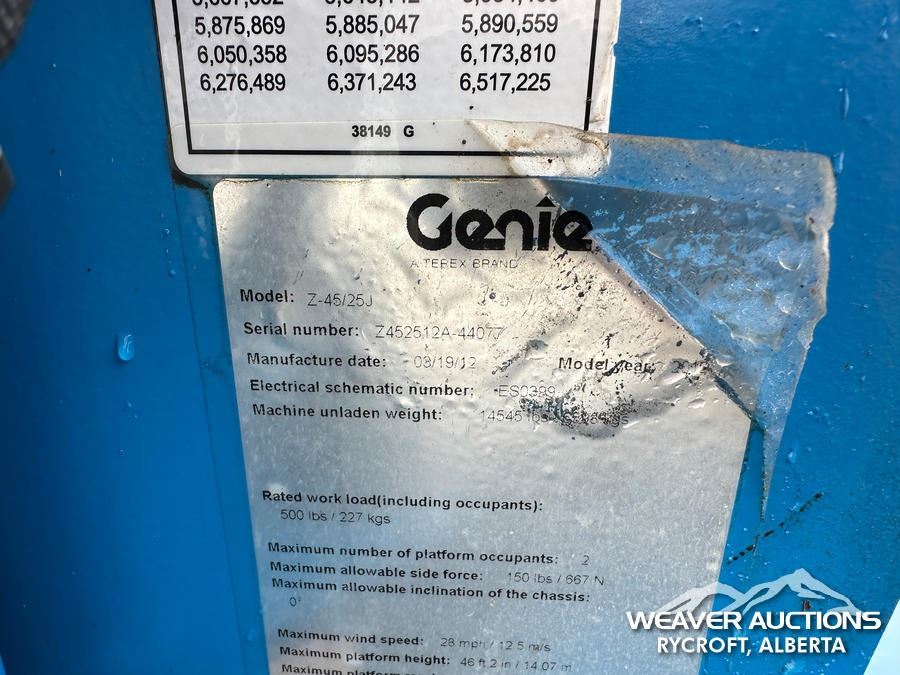 5,875,869 5,885,047 5,890,559
6,050,358 6,095,286 6,173,810
6,276,489 6,371,243 6,517,225
38149 G
Genie
A TEREX BRAND
Model: Z-45/25J
Serial number: Z452512A-44077
Manufacture date: 03/19/12 Model year:
Electrical schematic number: ES0399
Machine unladen weight: 14545 lbs
Rated work load(including occupants):
500 lbs / 227 kgs
Maximum number of platform occupants: 2
Maximum allowable side force: 150 lbs / 667 N
Maximum allowable inclination of the chassis:
0°
Maximum wind speed: 28 mph / 12.5 m/s
Maximum platform height: 46 ft 2 in / 14.07 m
Maximum
WEAVER AUCTIONS
RYCROFT, ALBERTA